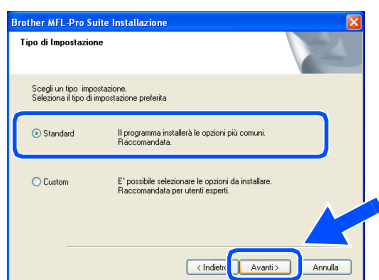 Brother MFL-Pro Suite Installazione
Tipo di Impostazione
Scegli un tipo impostazione.
Seleziona il tipo di impostazione preferita
Standard
Il programma installerà le opzioni più comuni.
Raccomandata.
Custom
E' possibile selezionare le opzioni da installare.
Raccomandata per utenti esperti.
< Indietro Avanti > Annulla